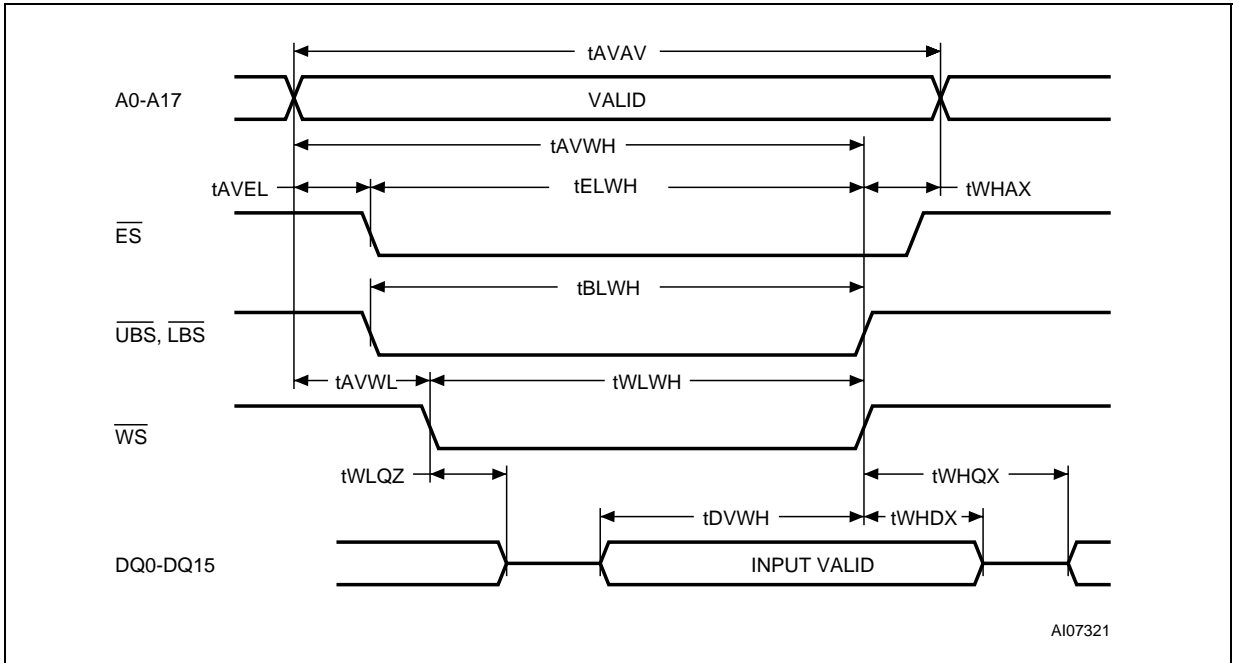 tAVAV
A0-A17
VALID
tAVWH
tAVEL
tELWH
tWHAX
ES
tBLWH
UBS, LBS
tAVWL
tWLWH
WS
tWLQZ
tWHQX
tDVWH
tWHDX
DQ0-DQ15
INPUT VALID
AI07321